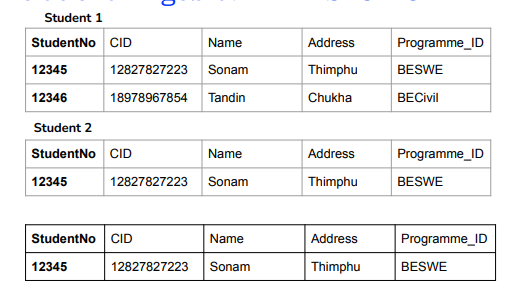 Student 1
StudentNo CID Name Address Programme_ID
12345 12827827223 Sonam Thimphu BESWE
12346 18978967854 Tandin Chukha BECivil
Student 2
StudentNo CID Name Address Programme_ID
12345 12827827223 Sonam Thimphu BESWE
StudentNo CID Name Address Programme_ID
12345 12827827223 Sonam Thimphu BESWE